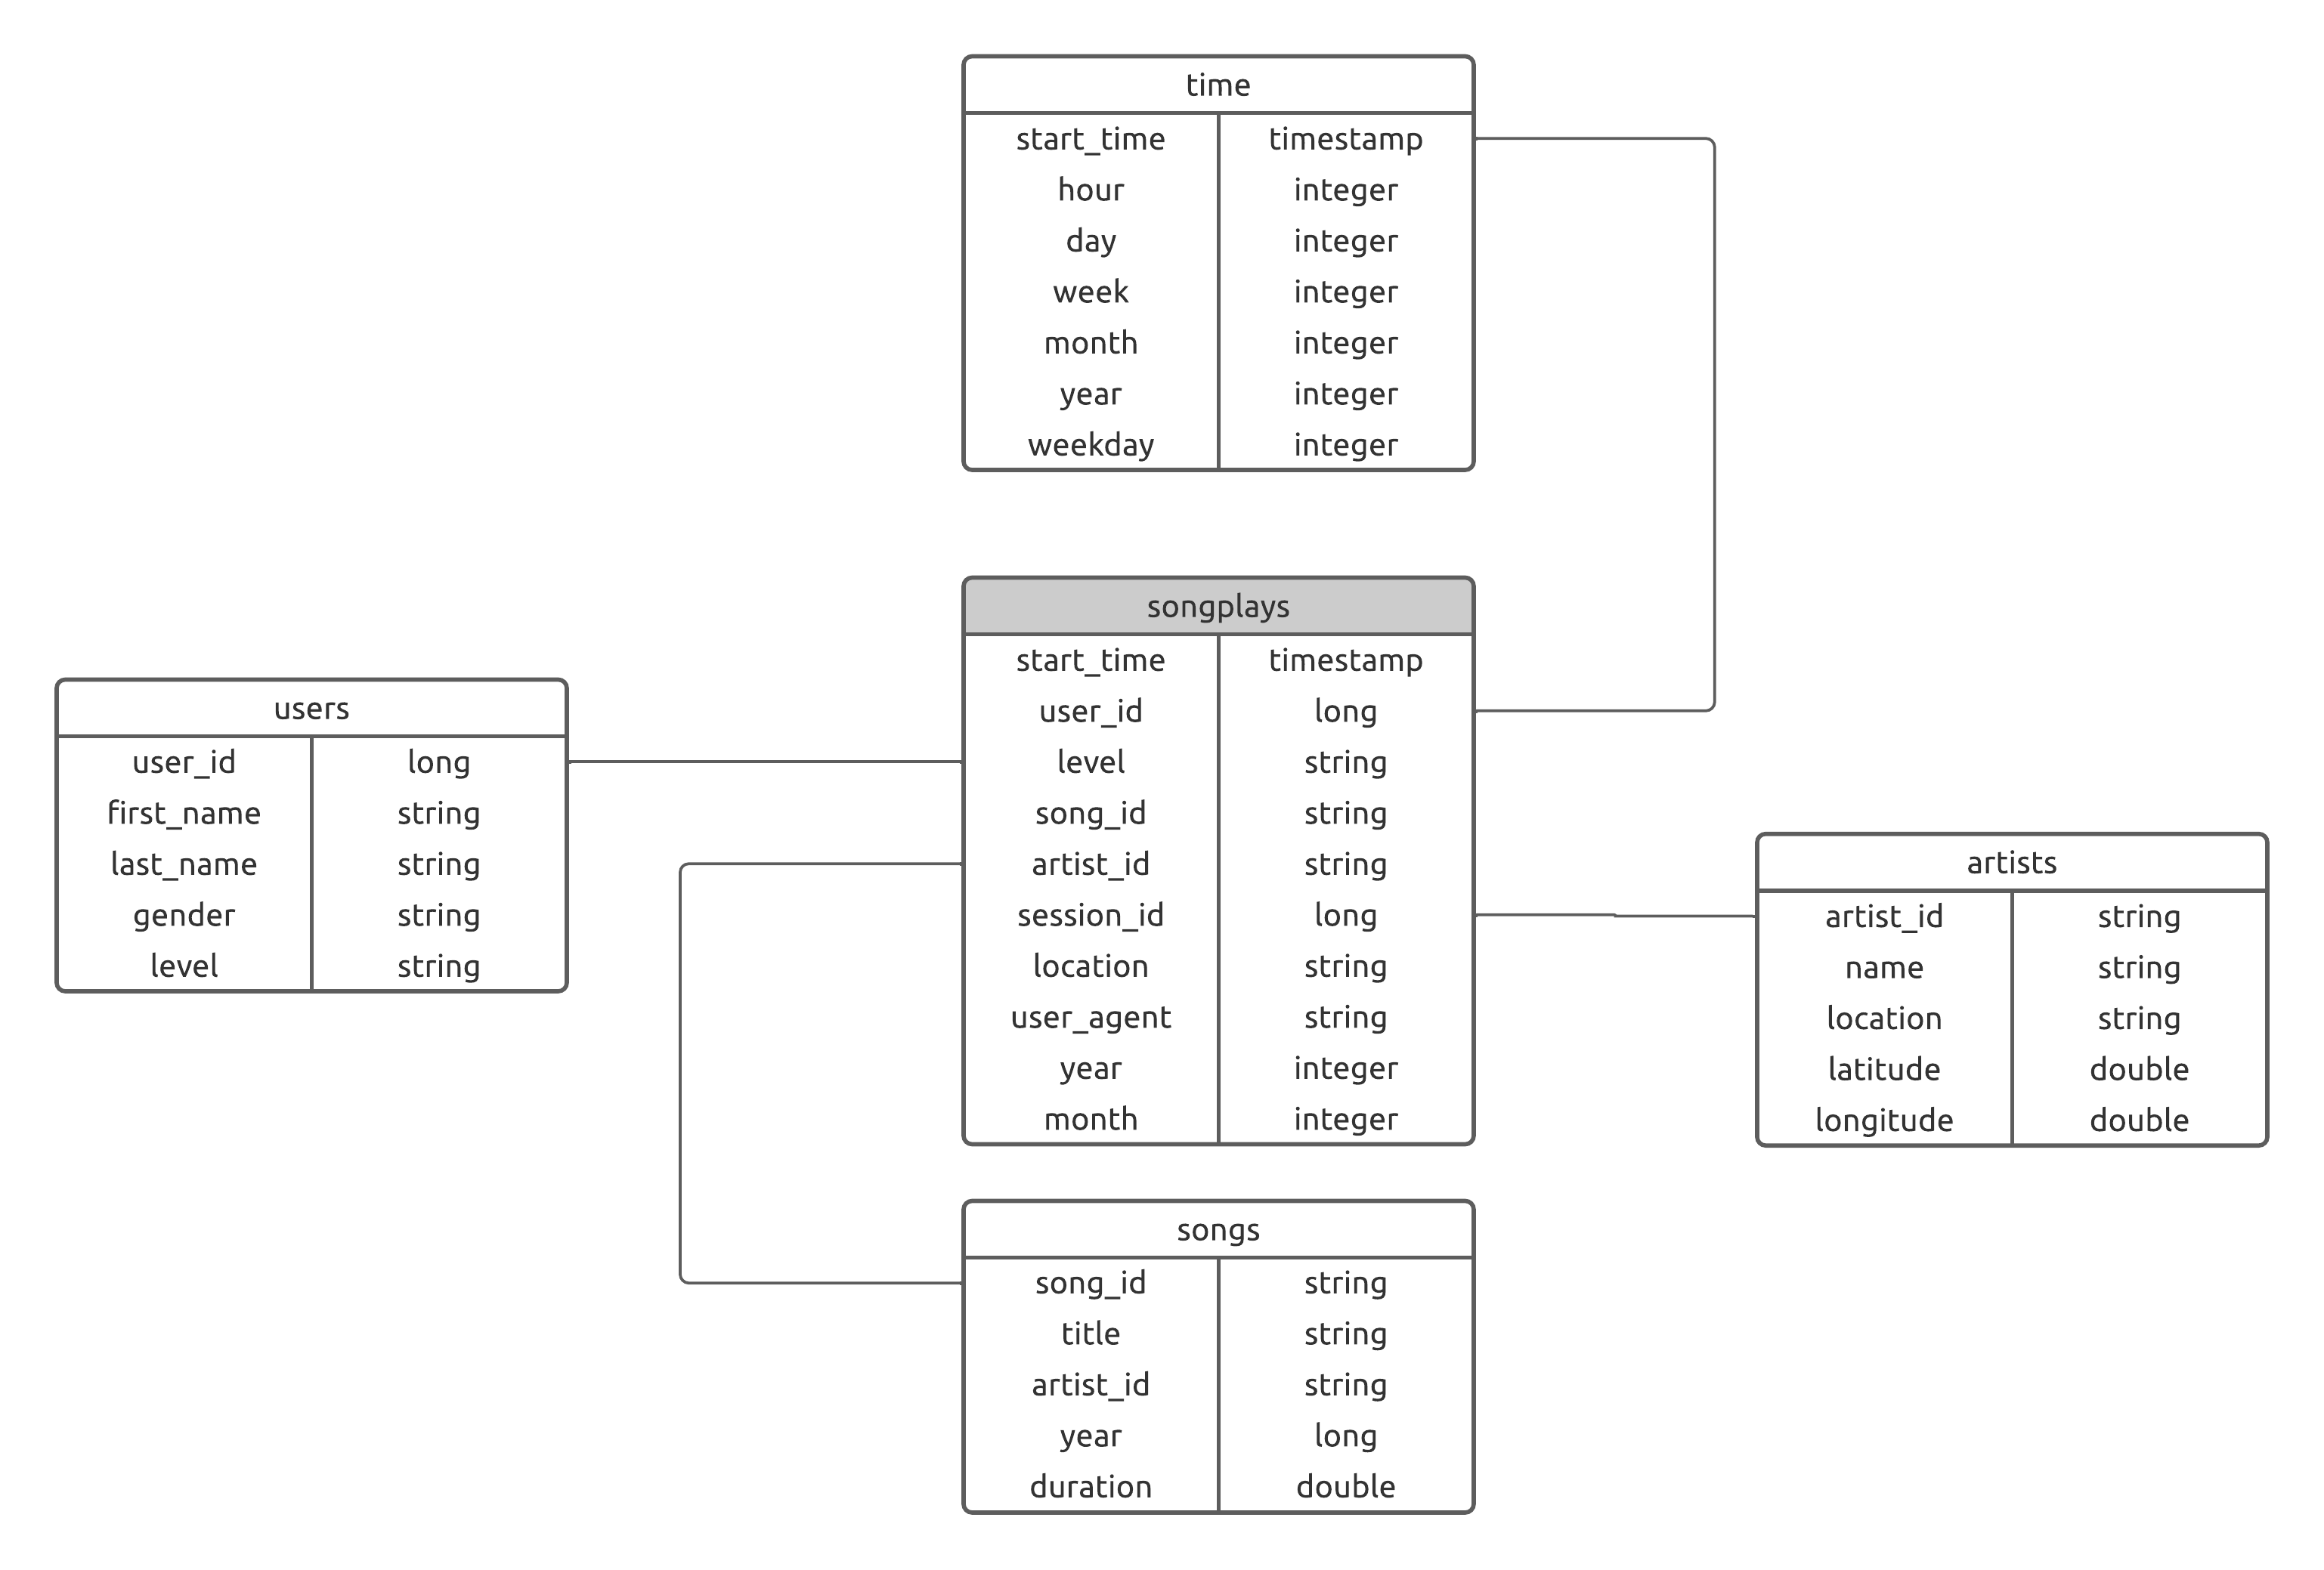 time
start_time timestamp
hour integer
day integer
week integer
month integer
year integer
weekday integer
songplays
start_time timestamp
user_id long
level string
song_id string
artist_id string
session_id long
location string
user_agent string
year integer
month integer
users
user_id long
first_name string
last_name string
gender string
level string
artists
artist_id string
name string
location string
latitude double
longitude double
songs
song_id string
title string
artist_id string
year long
duration double